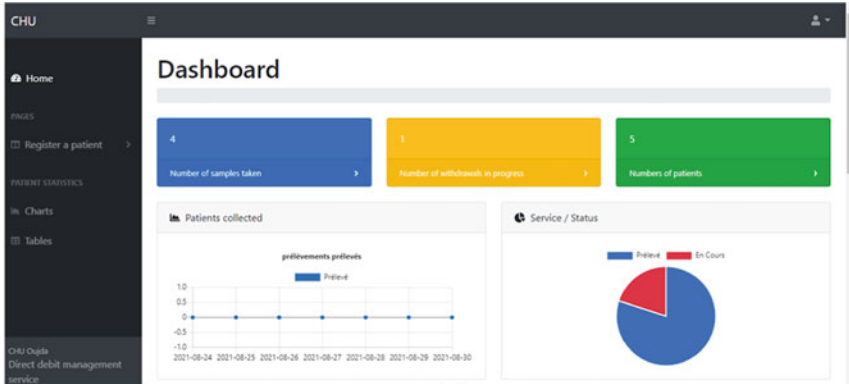 CHU
Home
PAGES
Register a patient
PATIENT STATISTICS
Charts
Tables
CHU Oujda
Direct debit management
service
Dashboard
4
Number of samples taken
1
Number of withdrawals in progress
5
Numbers of patients
Patients collected
prélèvements prélevés
Prélevé
1.0
0.5
0
-0.5
-1.0
2021-08-24 2021-08-25 2021-08-26 2021-08-27 2021-08-28 2021-08-29 2021-08-30
Service / Status
Prélevé En Cours